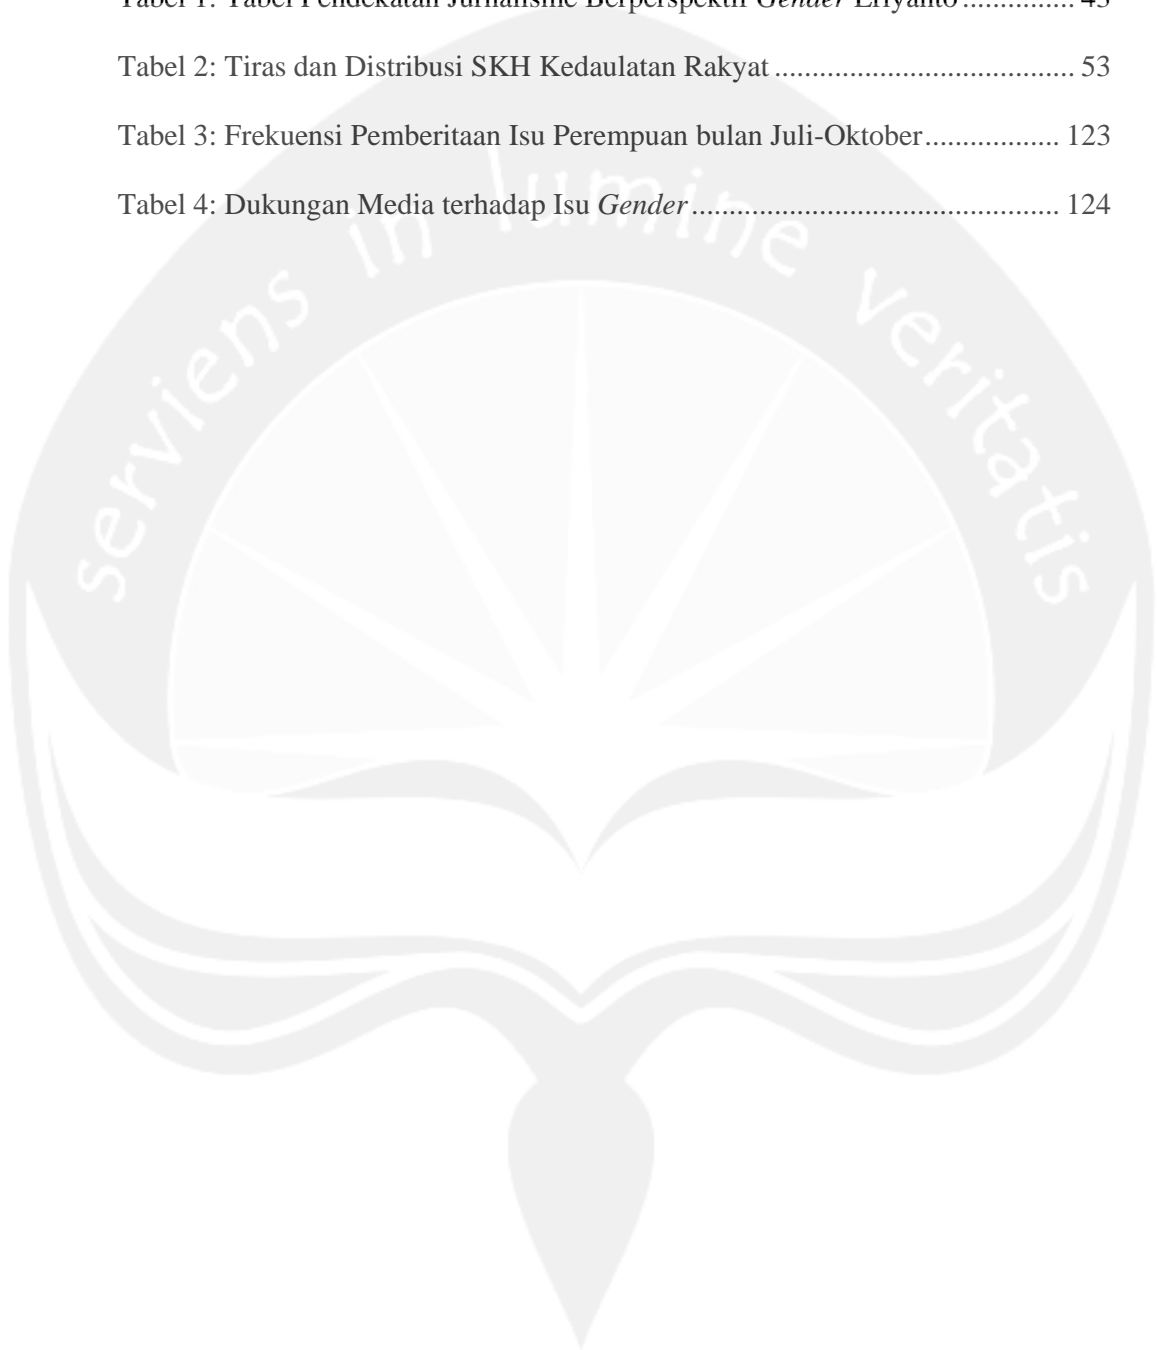 Tabel 1: Tabel Pendekatan Jurnalisme Berperspektif Gender Eriyanto ............... 43
Tabel 2: Tiras dan Distribusi SKH Kedaulatan Rakyat ........................................ 53
Tabel 3: Frekuensi Pemberitaan Isu Perempuan bulan Juli-Oktober.................. 123
Tabel 4: Dukungan Media terhadap Isu Gender................................................. 124
serviens in lumine veritatis